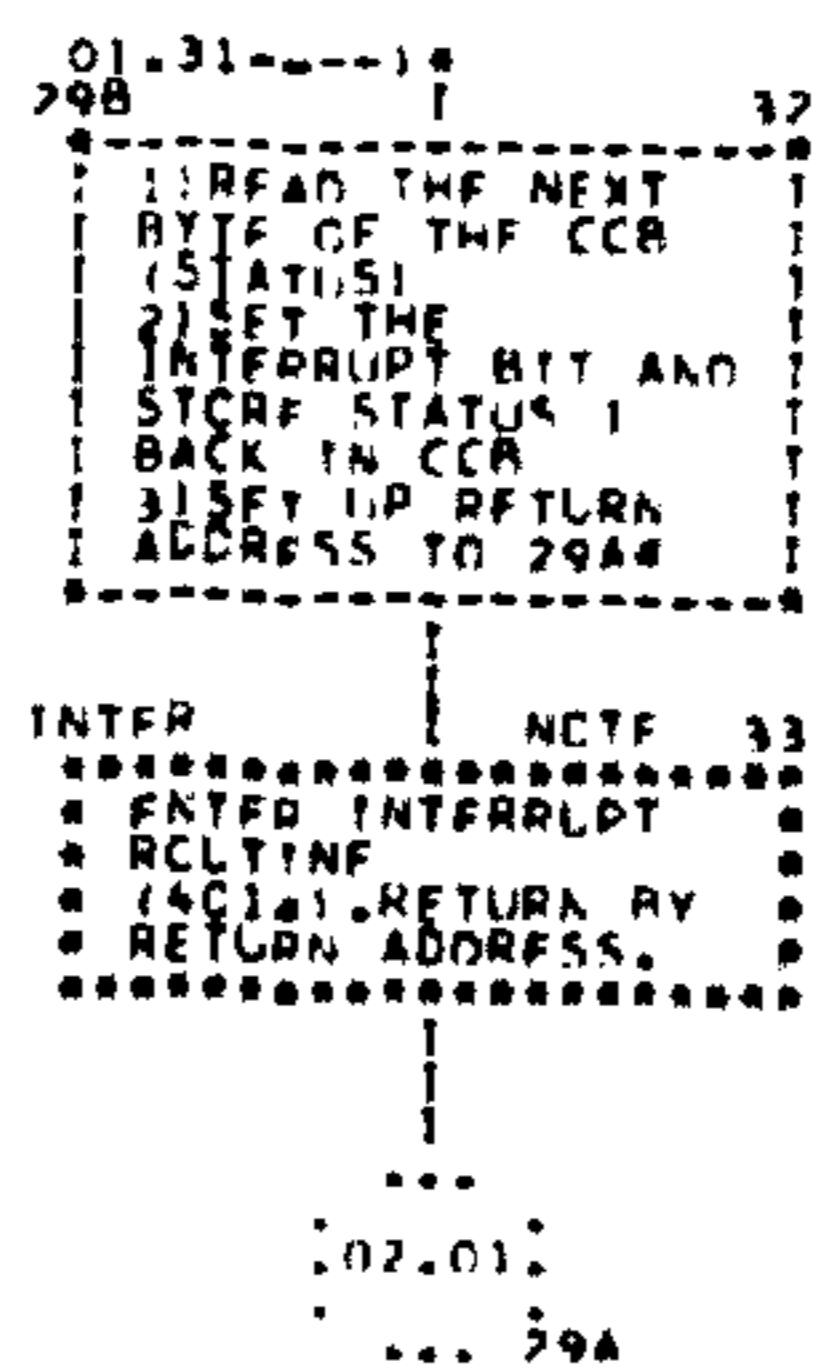 01.31---->*
29B 32
1)READ THE NEXT
BYTE OF THE CCB
(STATUS)
2)SET THE
INTERRUPT BIT AND
STORE STATUS 1
BACK IN CCB
3)SET UP RETURN
ADDRESS TO 29A*
INTER NOTE 33
ENTER INTERRUPT
ROUTINE
.RETURN BY
RETURN ADDRESS.
02.01
29A